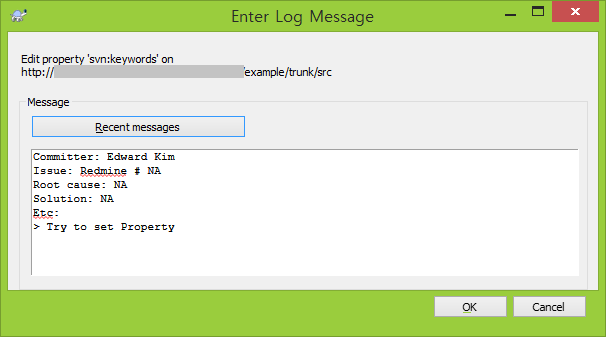 Enter Log Message
Edit property 'svn:keywords' on
http:// /example/trunk/src
Message
Recent messages
Committer: Edward Kim
Issue: Redmine # NA
Root cause: NA
Solution: NA
Etc:
> Try to set Property
OK
Cancel